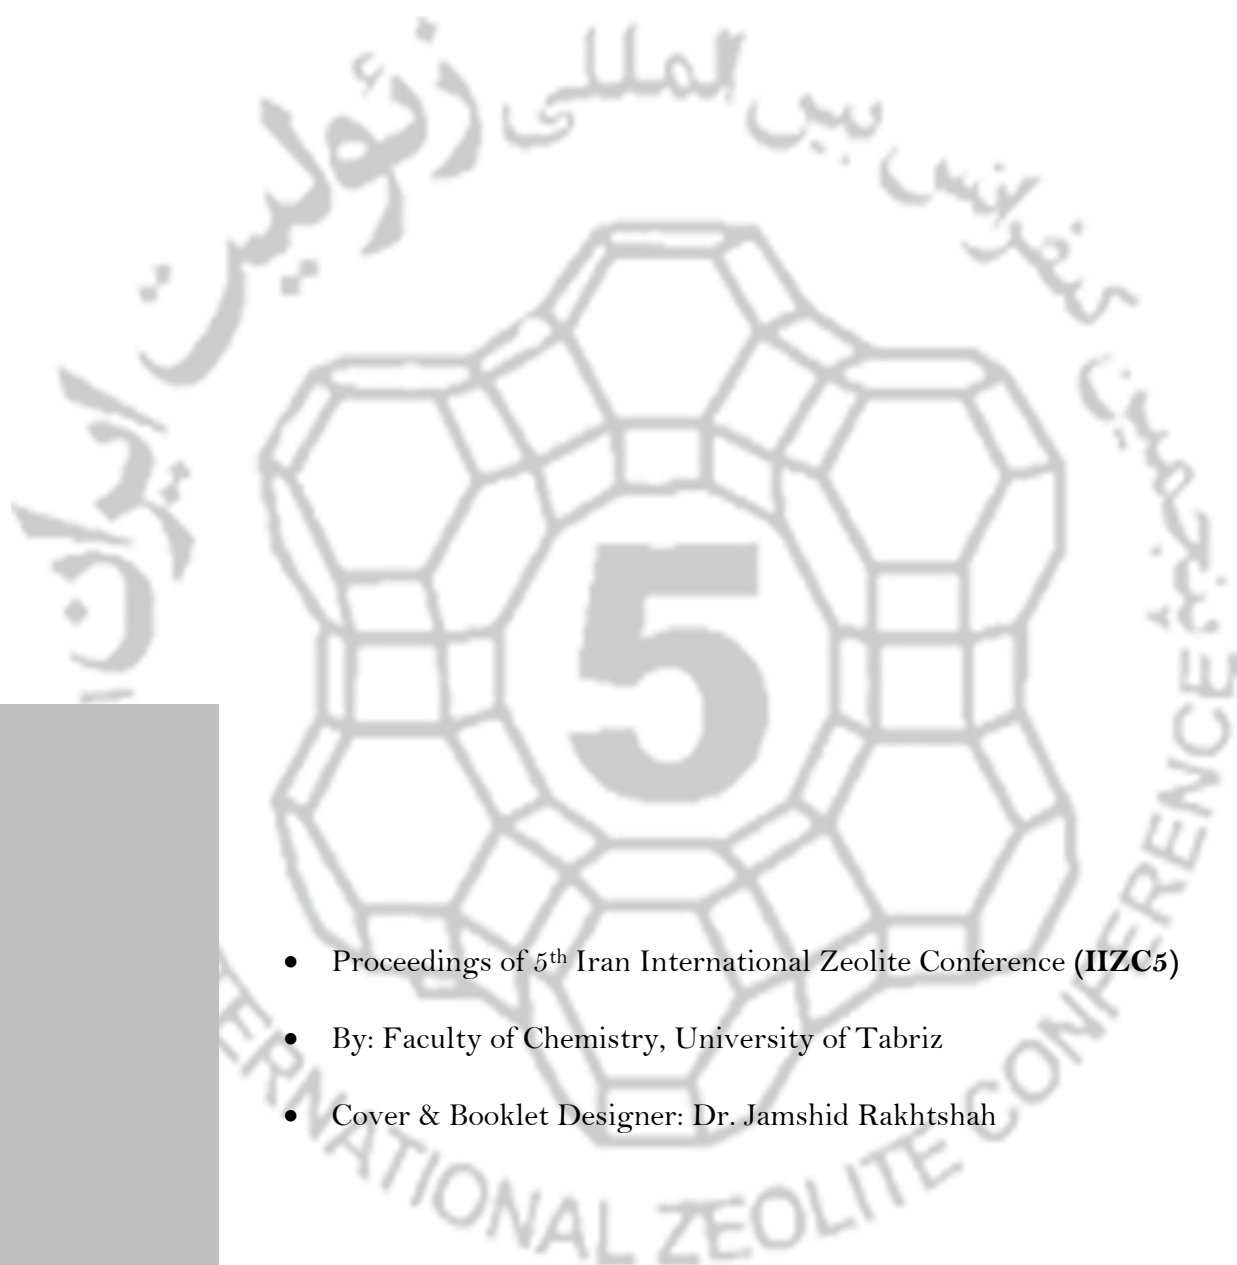 پنجمین کنفرانس بین المللی زئولیت ایران
5
TERNATIONAL ZEOLITE CONFERENCE
• Proceedings of 5th Iran International Zeolite Conference (IIZC5)
• By: Faculty of Chemistry, University of Tabriz
• Cover & Booklet Designer: Dr. Jamshid Rakhtshah